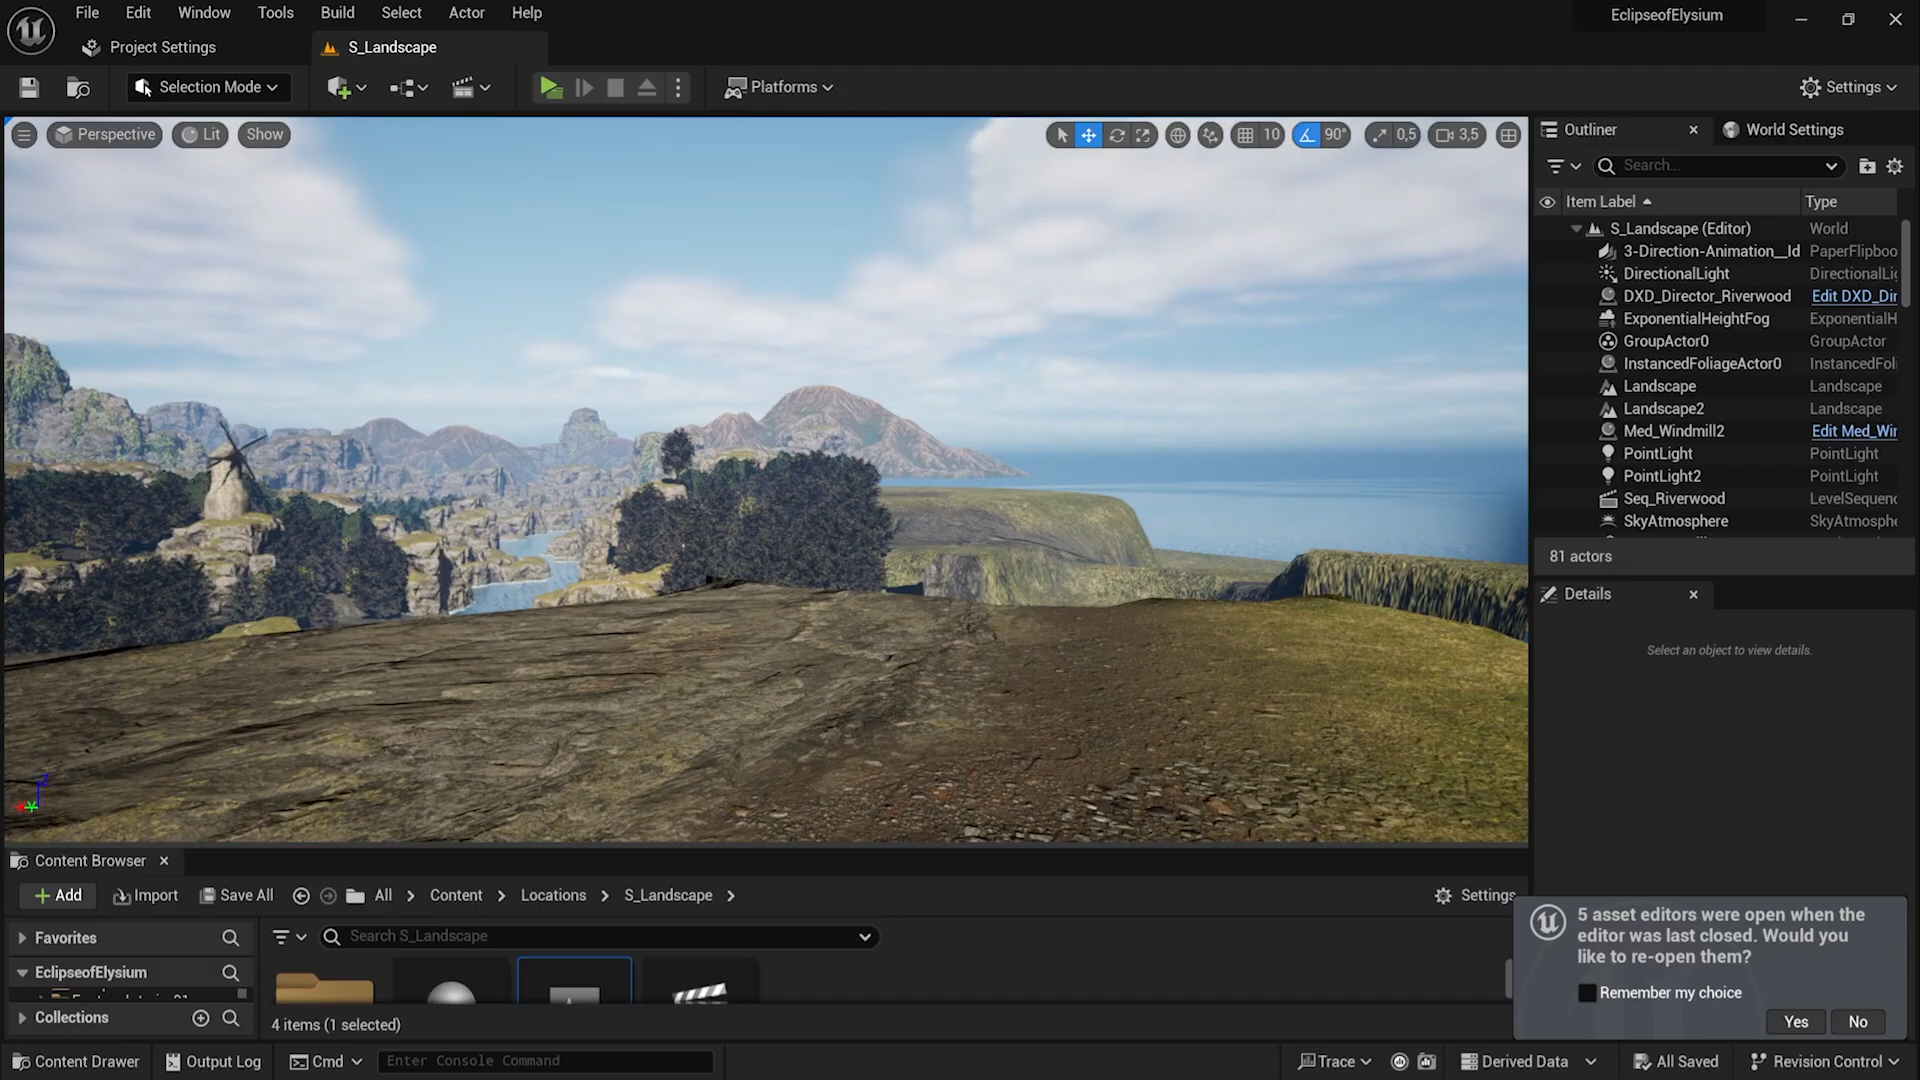 File Edit Window Tools Build Select Actor Help
EclipseofElysium
Project Settings
S_Landscape
Selection Mode
Platforms
Settings
Perspective
Lit
Show
10
90°
0,5
3,5
Outliner
World Settings
Search...
Item Label
Type
S_Landscape (Editor) World
3-Direction-Animation__Id PaperFlipboo
DirectionalLight DirectionalLig
DXD_Director_Riverwood Edit DXD_Dir
ExponentialHeightFog ExponentialH
GroupActor0 GroupActor
InstancedFoliageActor0 InstancedFoli
Landscape Landscape
Landscape2 Landscape
Med_Windmill2 Edit Med_Wir
PointLight PointLight
PointLight2 PointLight
Seq_Riverwood LevelSequenc
SkyAtmosphere SkyAtmosphe
81 actors
Details
Select an object to view details.
Content Browser
Add
Import
Save All
All
Content
Locations
S_Landscape
Settings
Favorites
Search S_Landscape
EclipseofElysium
Collections
4 items (1 selected)
5 asset editors were open when the
editor was last closed. Would you
like to re-open them?
Remember my choice
Yes
No
Content Drawer
Output Log
Cmd
Enter Console Command
Trace
Derived Data
All Saved
Revision Control